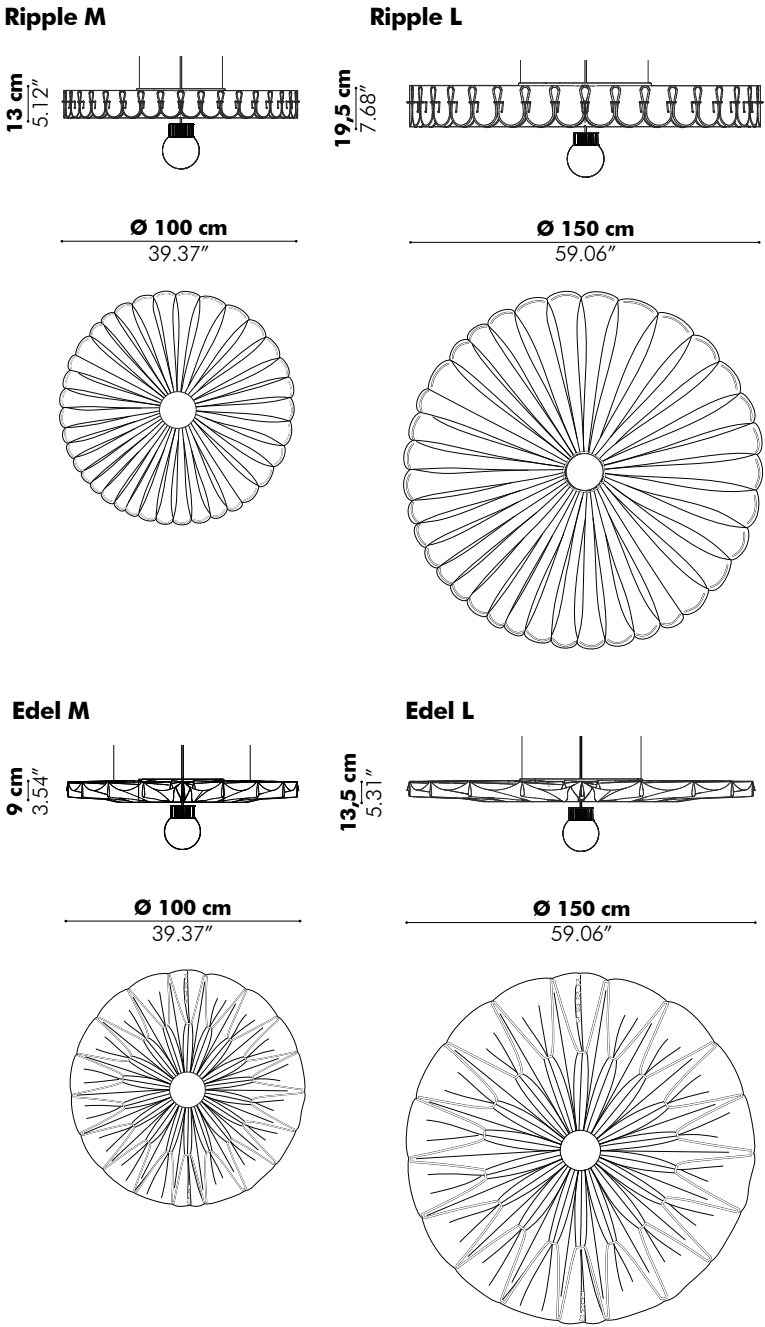 Ripple M
13 cm
5.12″
Ø 100 cm
39.37″
Ripple L
19,5 cm
7.68″
Ø 150 cm
59.06″
Edel M
9 cm
3.54″
Ø 100 cm
39.37″
Edel L
13,5 cm
5.31″
Ø 150 cm
59.06″